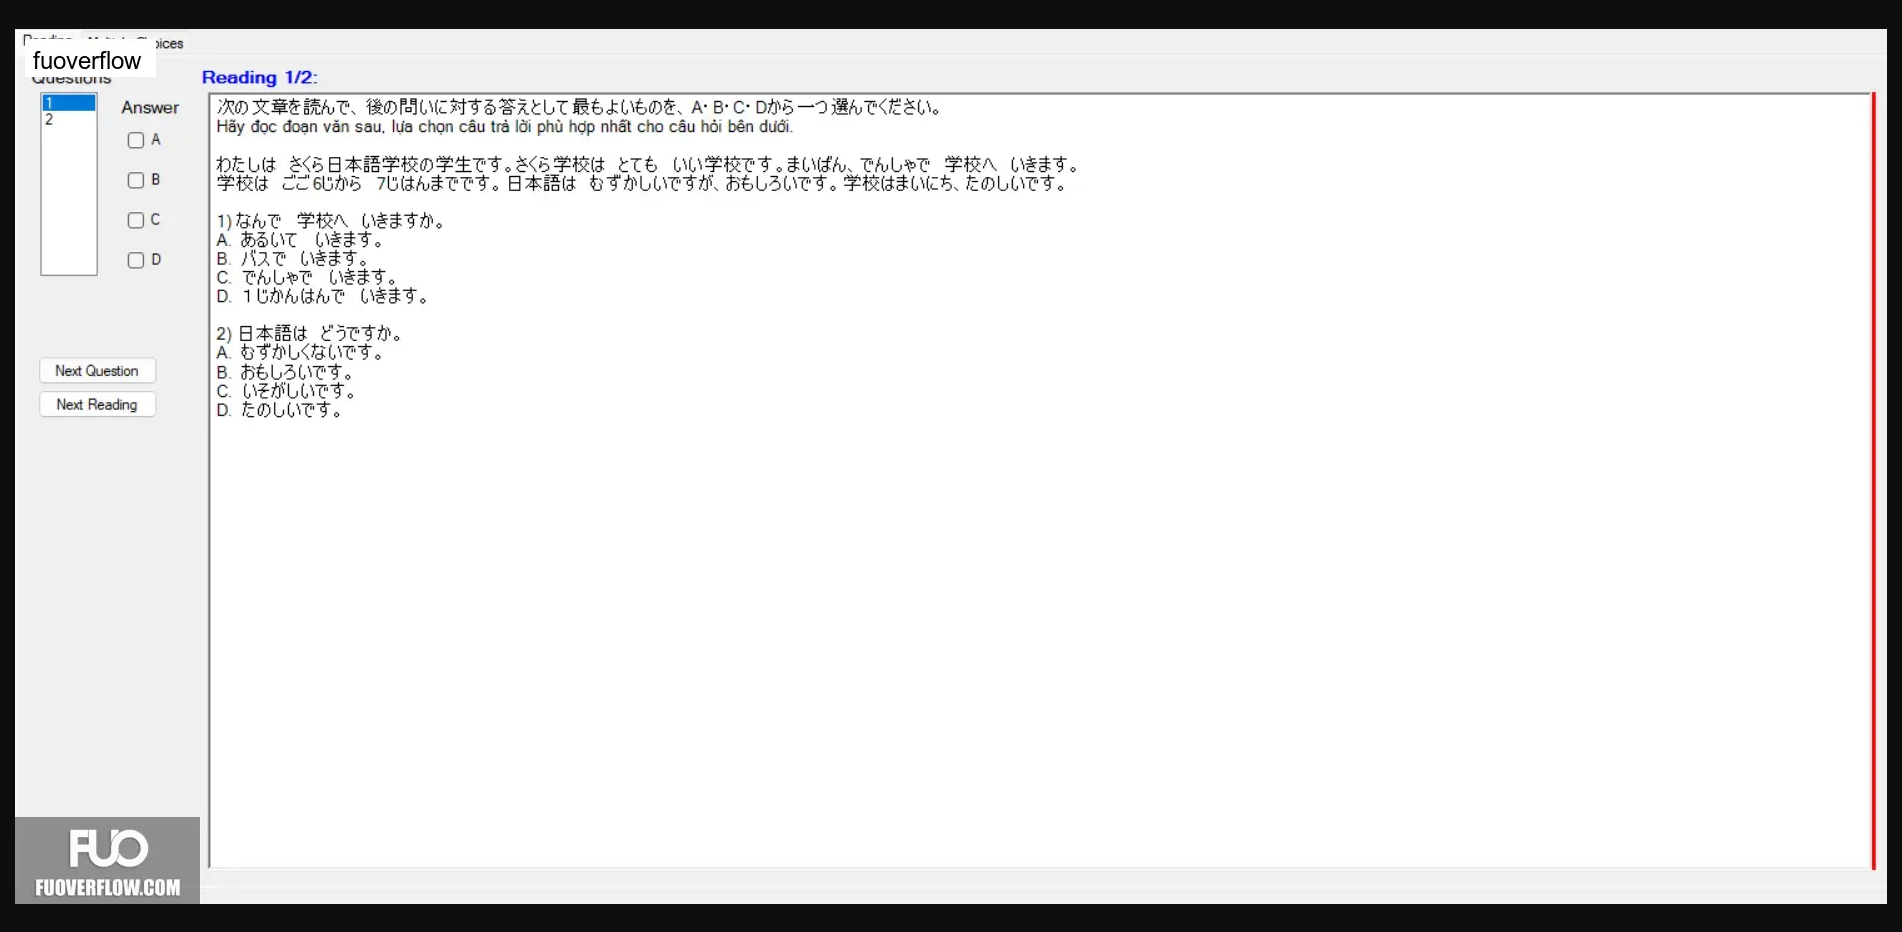 oices
fuoverflow
Questions
1
2
Answer
A
B
C
D
Next Question
Next Reading
Reading 1/2:
次の文章を読んで、後の問いに対する答えとして最もよいものを、A・B・C・Dから一つ選んでください。
Hãy đọc đoạn văn sau, lựa chọn câu trả lời phù hợp nhất cho câu hỏi bên dưới.
わたしは さくら日本語学校の学生です。さくら学校は とても いい学校です。まいばん、でんしゃで 学校へ いきます。
学校は ごご6じから 7じはんまでです。日本語は むずかしいですが、おもしろいです。学校はまいにち、たのしいです。
1)なんで 学校へ いきますか。
A. あるいて いきます。
B. バスで いきます。
C. でんしゃで いきます。
D. 1じかんはんで いきます。
2) 日本語は どうですか。
A. むずかしくないです。
B. おもしろいです。
C. いそがしいです。
D. たのしいです。
FUO
FUOVERFLOW.COM